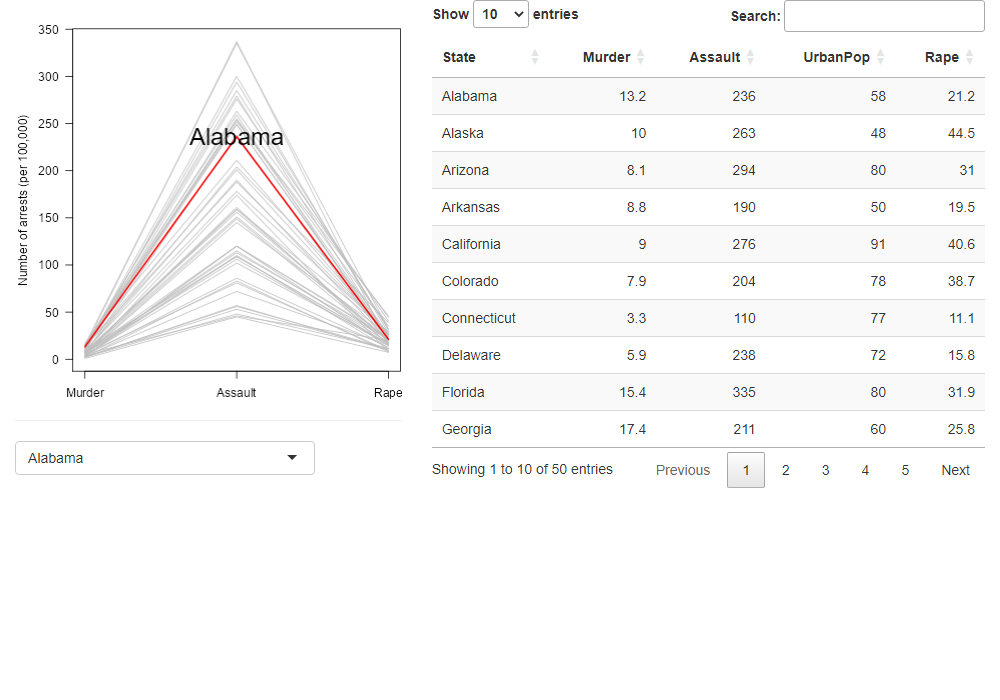 350
300
250
200
150
100
50
0
Number of arrests (per 100,000)
Alabama
Murder Assault Rape
Alabama
Show 10 entries Search:
State Murder Assault UrbanPop Rape
Alabama 13.2 236 58 21.2
Alaska 10 263 48 44.5
Arizona 8.1 294 80 31
Arkansas 8.8 190 50 19.5
California 9 276 91 40.6
Colorado 7.9 204 78 38.7
Connecticut 3.3 110 77 11.1
Delaware 5.9 238 72 15.8
Florida 15.4 335 80 31.9
Georgia 17.4 211 60 25.8
Showing 1 to 10 of 50 entries Previous 1 2 3 4 5 Next